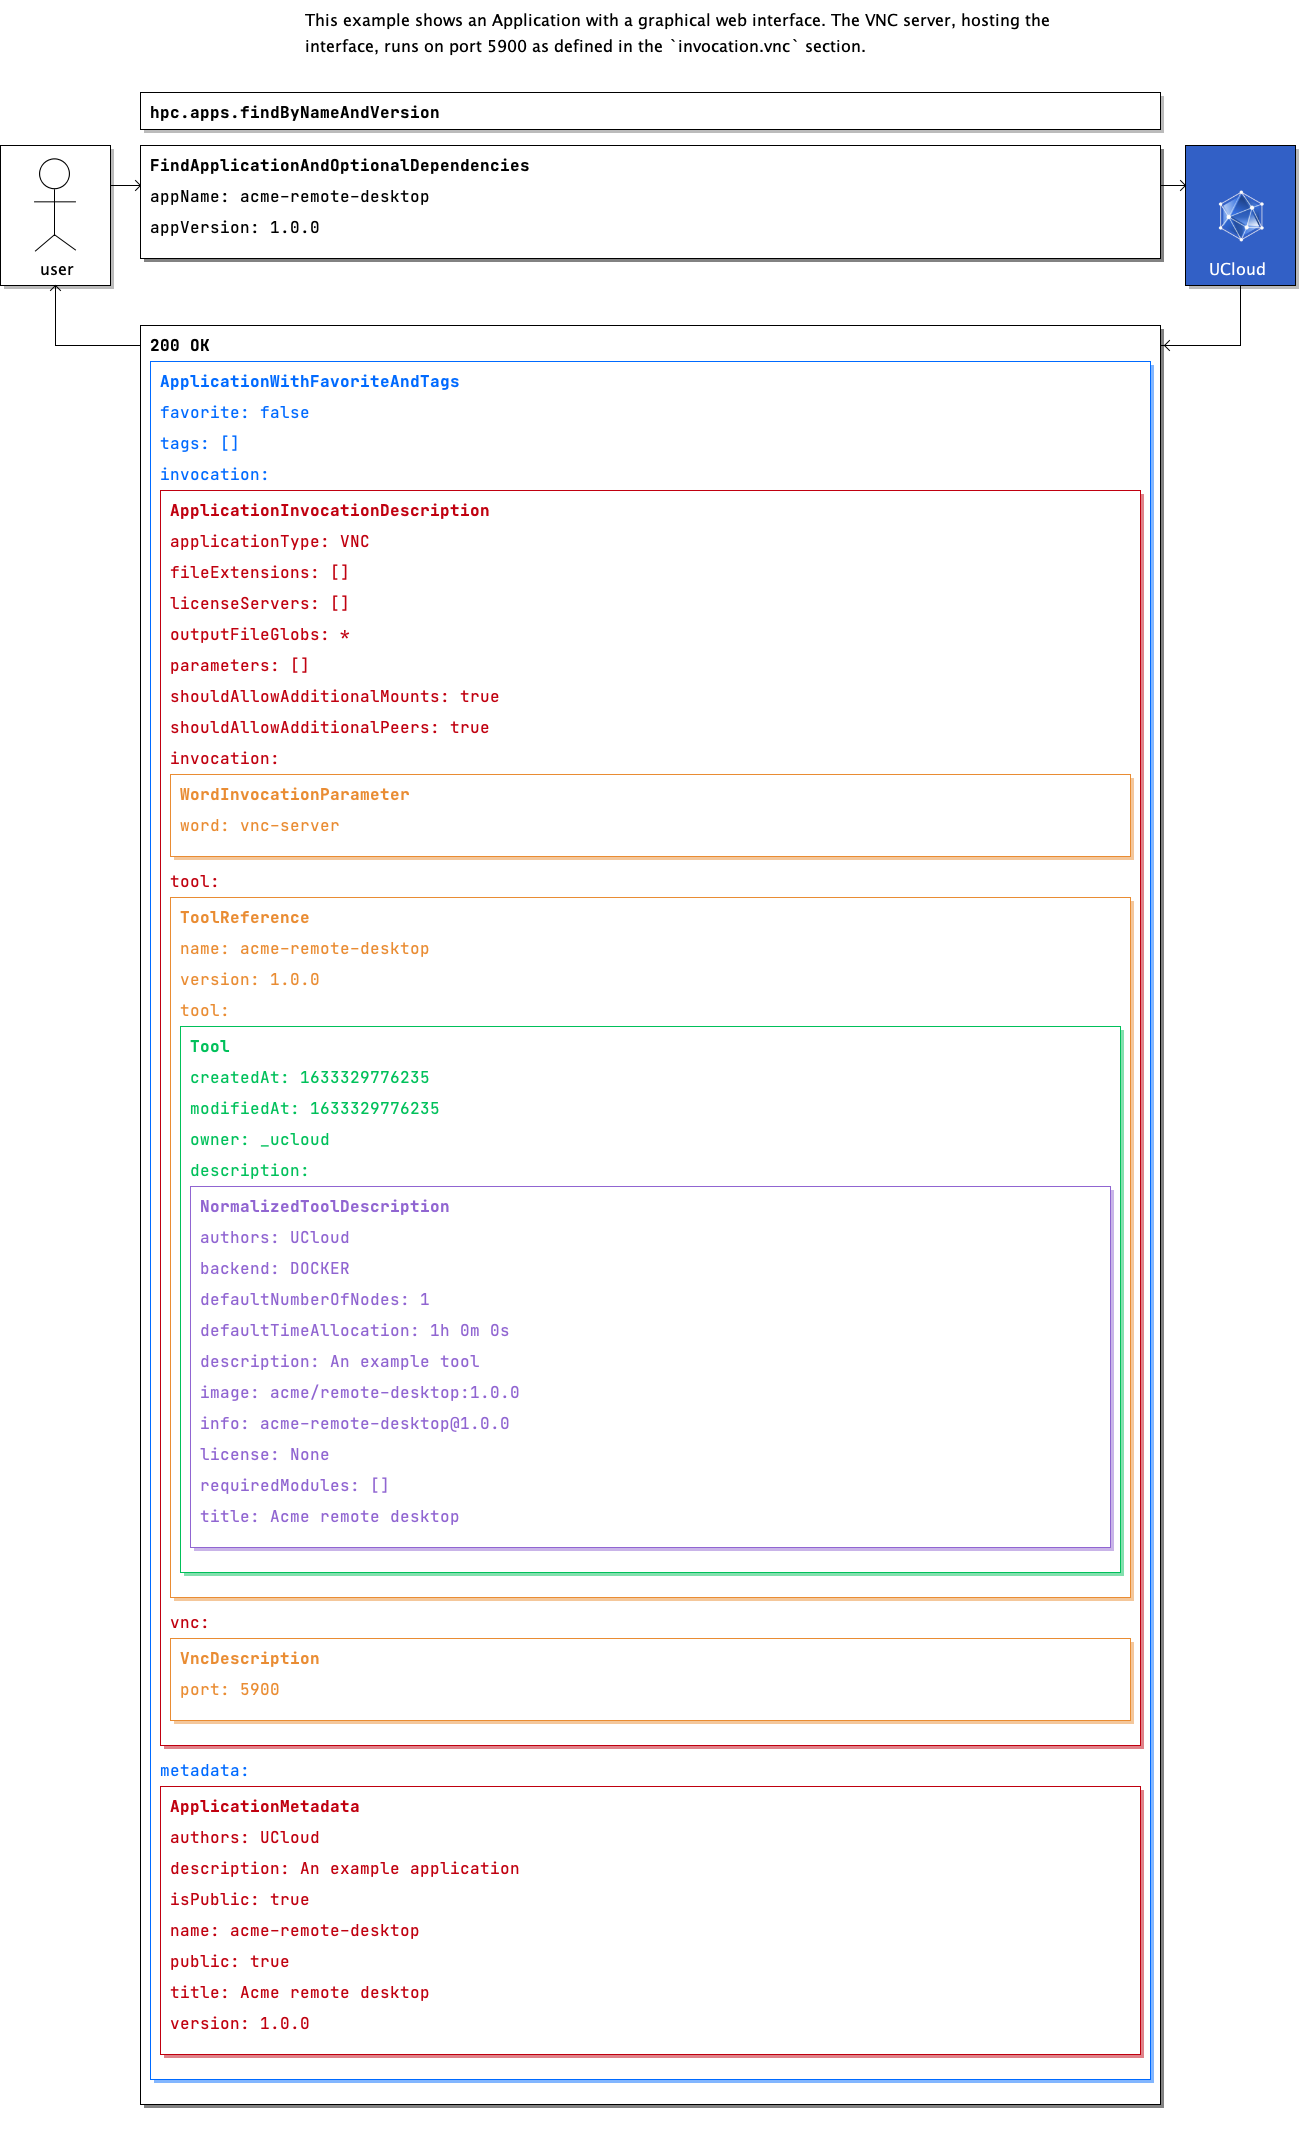 This example shows an Application with a graphical web interface. The VNC server, hosting the
interface, runs on port 5900 as defined in the `invocation.vnc` section.
hpc.apps.findByNameAndVersion
FindApplicationAndOptionalDependencies
appName: acme-remote-desktop
appVersion: 1.0.0
user
UCloud
200 OK
ApplicationWithFavoriteAndTags
favorite: false
tags: []
invocation:
ApplicationInvocationDescription
applicationType: VNC
fileExtensions: []
licenseServers: []
outputFileGlobs: *
parameters: []
shouldAllowAdditionalMounts: true
shouldAllowAdditionalPeers: true
invocation:
WordInvocationParameter
word: vnc-server
tool:
ToolReference
name: acme-remote-desktop
version: 1.0.0
tool:
Tool
createdAt: 1633329776235
modifiedAt: 1633329776235
owner: _ucloud
description:
NormalizedToolDescription
authors: UCloud
backend: DOCKER
defaultNumberOfNodes: 1
defaultTimeAllocation: 1h 0m 0s
description: An example tool
image: acme/remote-desktop:1.0.0
info: acme-remote-desktop@1.0.0
license: None
requiredModules: []
title: Acme remote desktop
vnc:
VncDescription
port: 5900
metadata:
ApplicationMetadata
authors: UCloud
description: An example application
isPublic: true
name: acme-remote-desktop
public: true
title: Acme remote desktop
version: 1.0.0